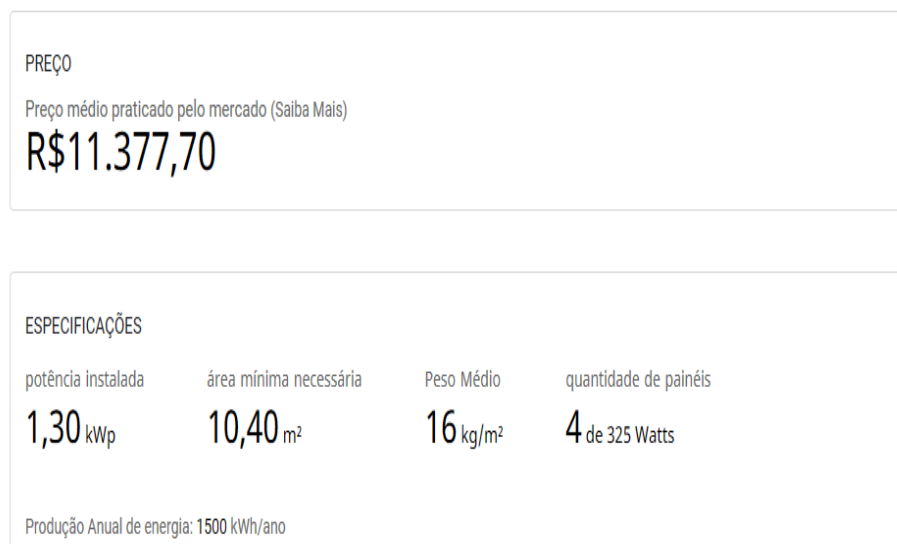 PREÇO
Preço médio praticado pelo mercado (Saiba Mais)
R$11.377,70
ESPECIFICAÇÕES
potência instalada área mínima necessária Peso Médio quantidade de painéis
1,30 kWp 10,40 m² 16 kg/m² 4 de 325 Watts
Produção Anual de energia: 1500 kWh/ano